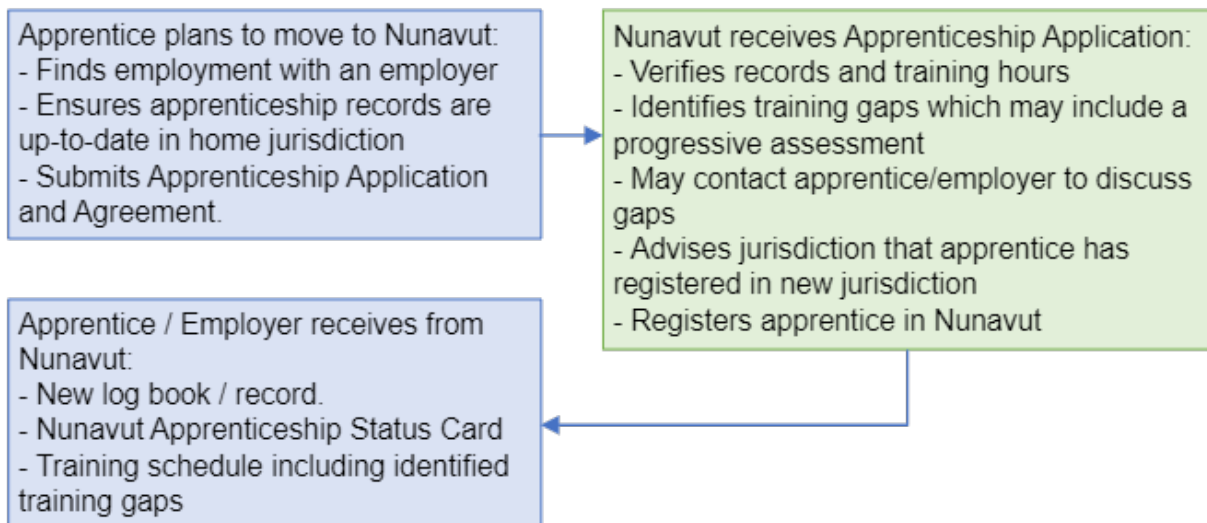 Apprentice plans to move to Nunavut:
- Finds employment with an employer
- Ensures apprenticeship records are
up-to-date in home jurisdiction
- Submits Apprenticeship Application
and Agreement.
Nunavut receives Apprenticeship Application:
- Verifies records and training hours
- Identifies training gaps which may include a
progressive assessment
- May contact apprentice/employer to discuss
gaps
- Advises jurisdiction that apprentice has
registered in new jurisdiction
- Registers apprentice in Nunavut
Apprentice / Employer receives from
Nunavut:
- New log book / record.
- Nunavut Apprenticeship Status Card
- Training schedule including identified
training gaps